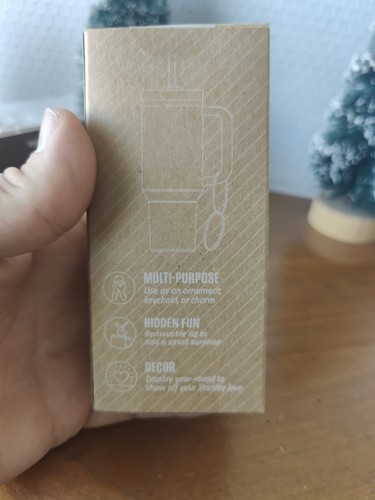 MULTI-PURPOSE
Use as an ornament,
keychain, or charm
HIDDEN FUN
Removable lid to
add a small surprise
DECOR
Display year-round to
show off your Stanley love